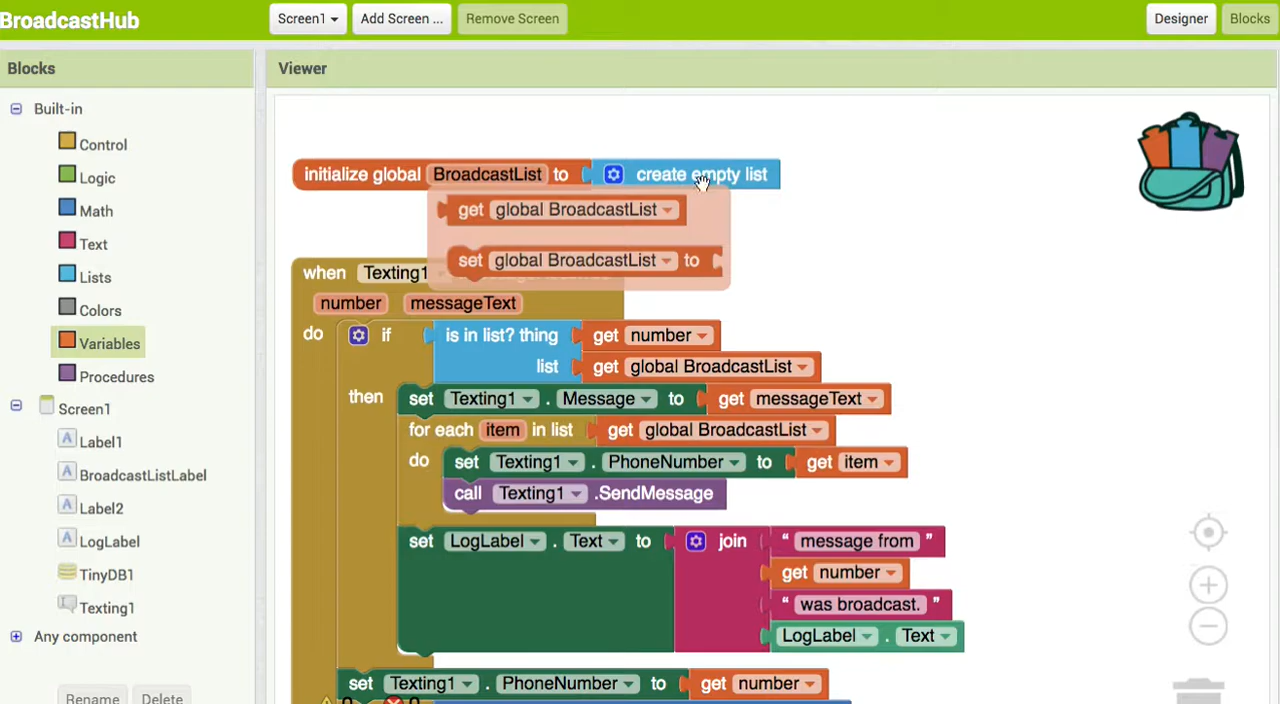 BroadcastHub Screen1 Add Screen ... Remove Screen Designer Blocks
Blocks
Viewer
Built-in
Control
Logic
Math
Text
Lists
Colors
Variables
Procedures
Screen1
Label1
BroadcastListLabel
Label2
LogLabel
TinyDB1
Texting1
Any component
Rename Delete
initialize global BroadcastList to create empty list
get global BroadcastList
set global BroadcastList to
when Texting1
number messageText
do if is in list? thing get number
list get global BroadcastList
then set Texting1 . Message to get messageText
for each item in list get global BroadcastList
do set Texting1 . PhoneNumber to get item
call Texting1 .SendMessage
set LogLabel . Text to join " message from "
get number
" was broadcast. "
LogLabel . Text
set Texting1 . PhoneNumber to get number